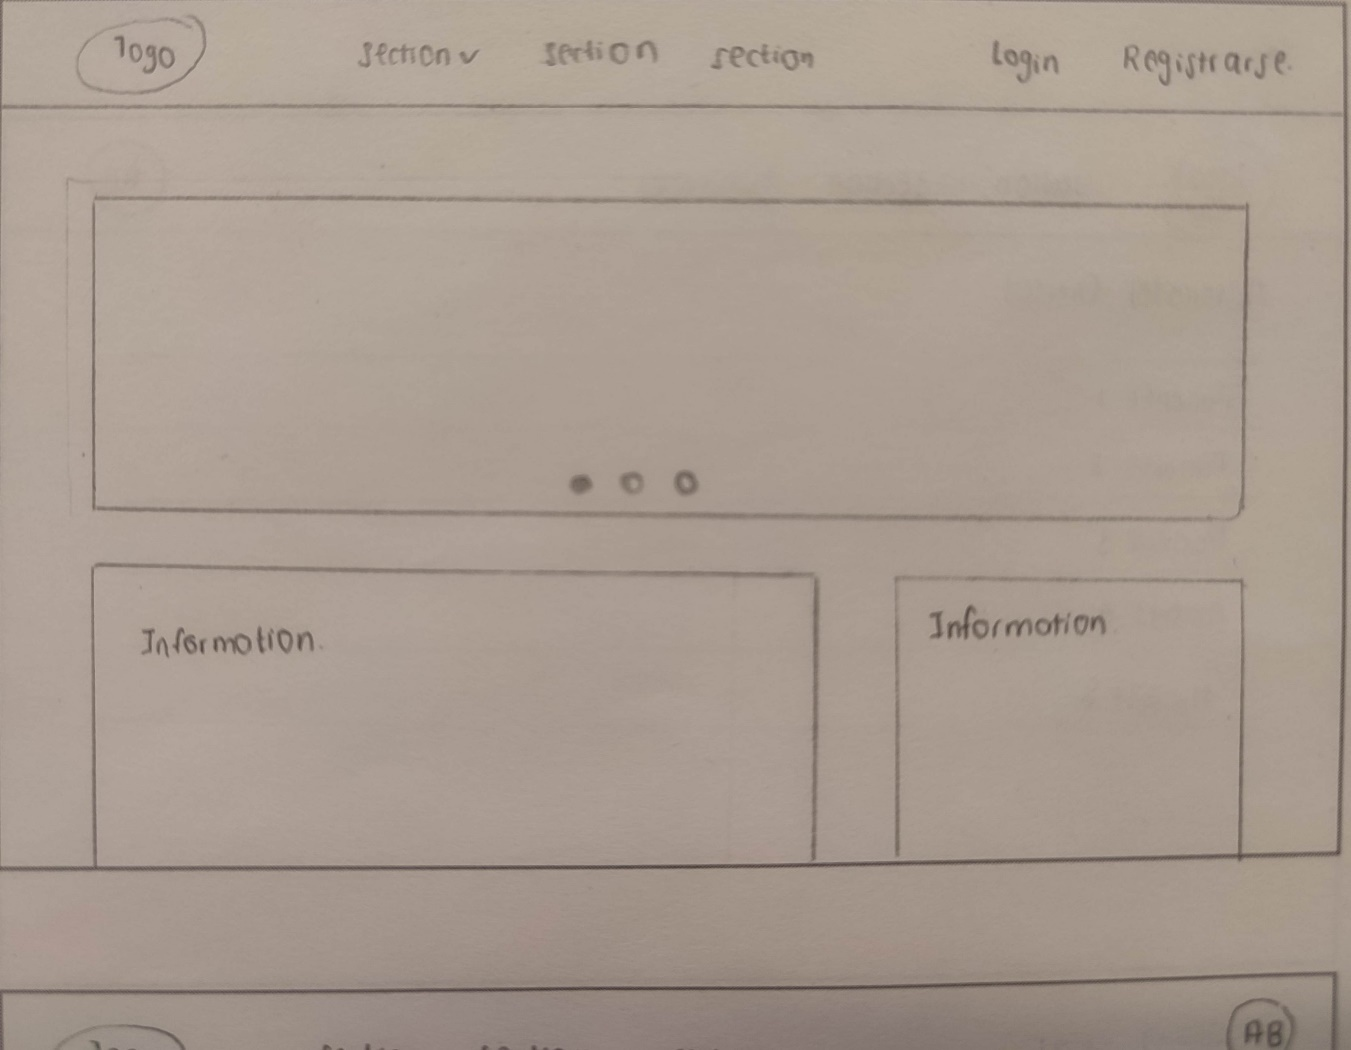 logo section section section Login Registrarse.
Information.
Information
AB